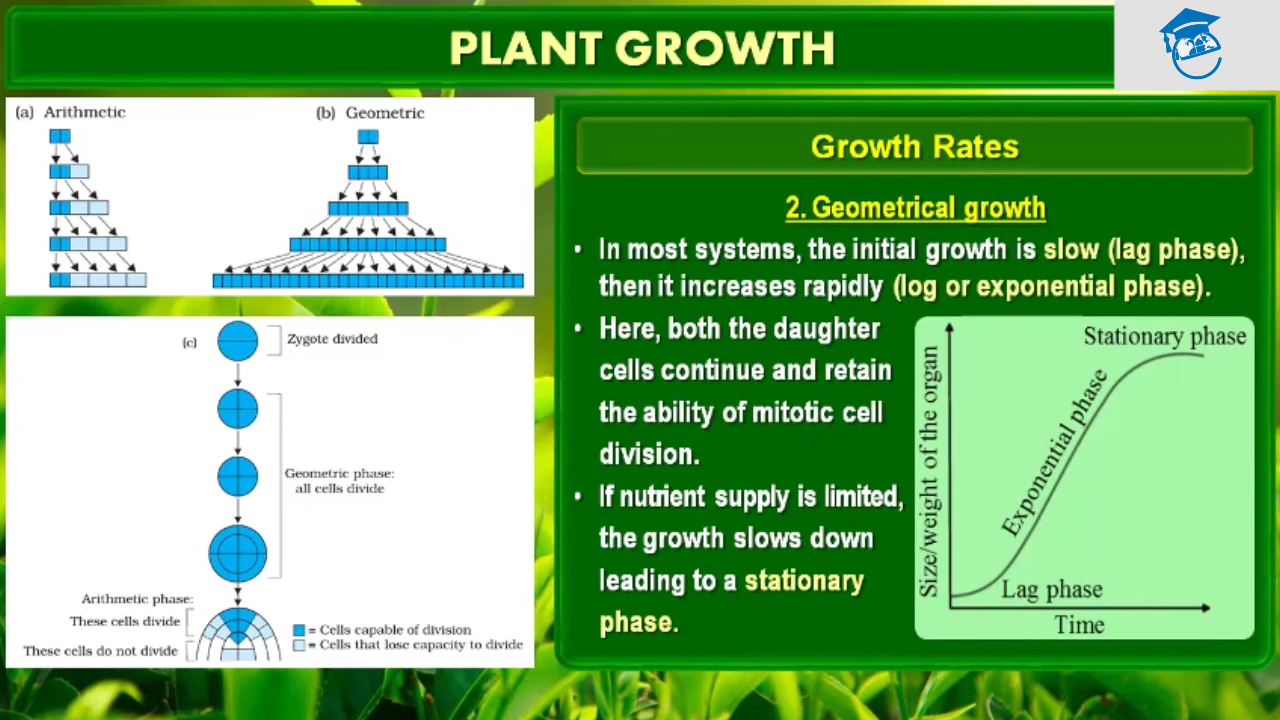 PLANT GROWTH
(a) Arithmetic
(b) Geometric
(c)
Zygote divided
Geometric phase:
all cells divide
Arithmetic phase:
These cells divide
These cells do not divide
= Cells capable of division
= Cells that lose capacity to divide
Growth Rates
2. Geometrical growth
• In most systems, the initial growth is slow (lag phase),
then it increases rapidly (log or exponential phase).
• Here, both the daughter
cells continue and retain
the ability of mitotic cell
division.
• If nutrient supply is limited,
the growth slows down
leading to a stationary
phase.
Size/weight of the organ
Stationary phase
Exponential phase
Lag phase
Time